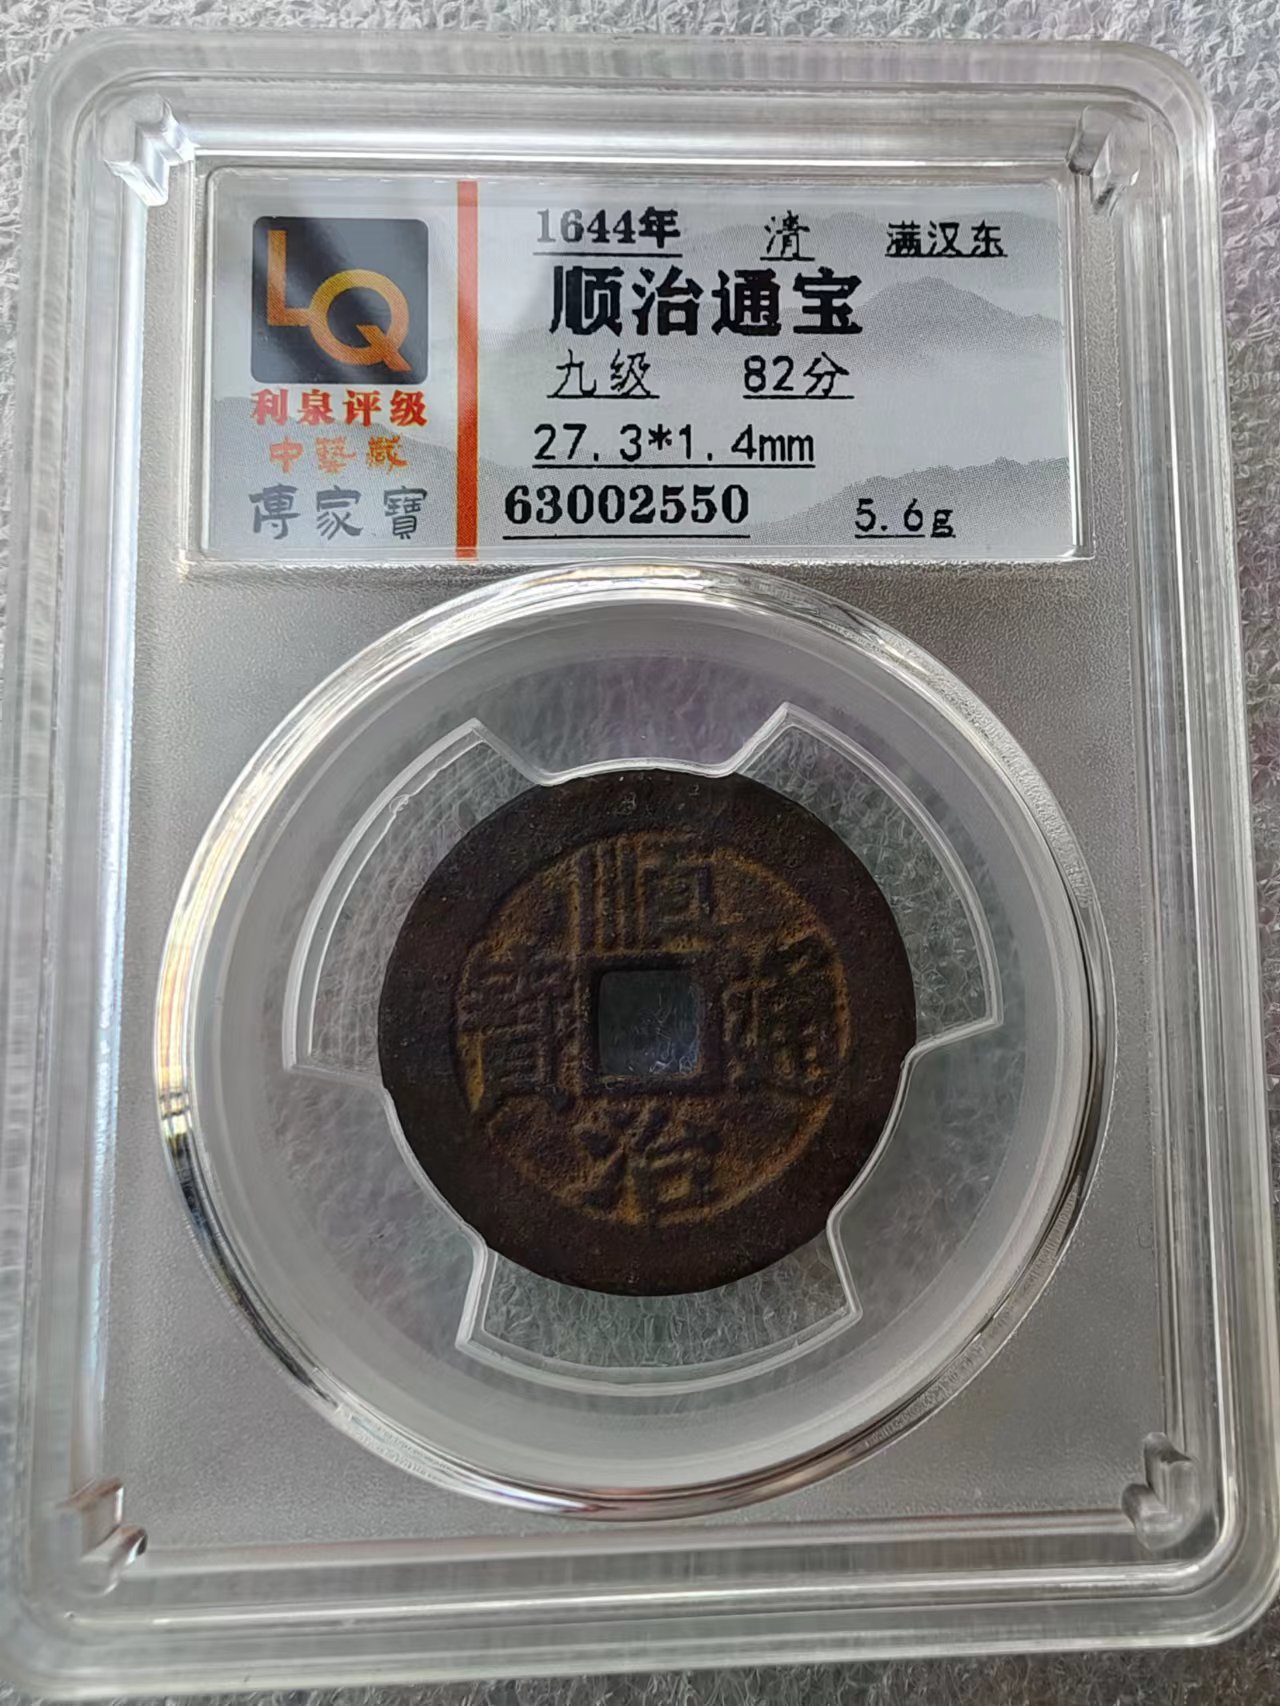 LQ
利泉评级
中藝藏
傳家寶
1644年 清 满汉东
顺治通宝
九级 82分
27.3*1.4mm
63002550 5.6g
順
寶 通
治